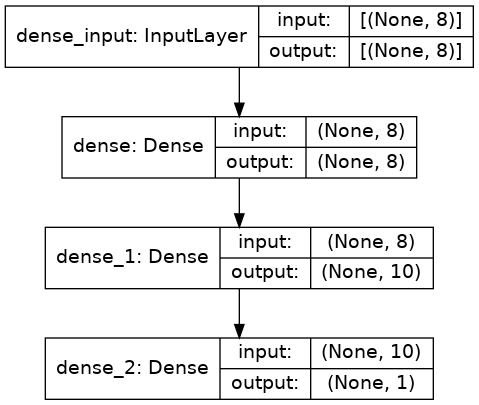 dense_input: InputLayer
input: [(None, 8)]
output: [(None, 8)]
dense: Dense
input: (None, 8)
output: (None, 8)
dense_1: Dense
input: (None, 8)
output: (None, 10)
dense_2: Dense
input: (None, 10)
output: (None, 1)